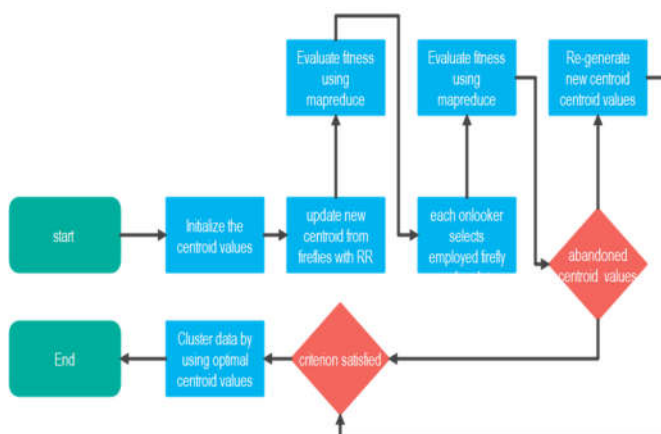 Evaluate fitness
using
mapreduce
Evaluate fitness
using
mapreduce
Re-generate
new centroid
centroid values
start
Initialize the
centroid values
update new
centroid from
fireflies with RR
each onlooker
selects
employed firefly
abandoned
centroid values
End
Cluster data by
using optimal
centroid values
criterion satisfied